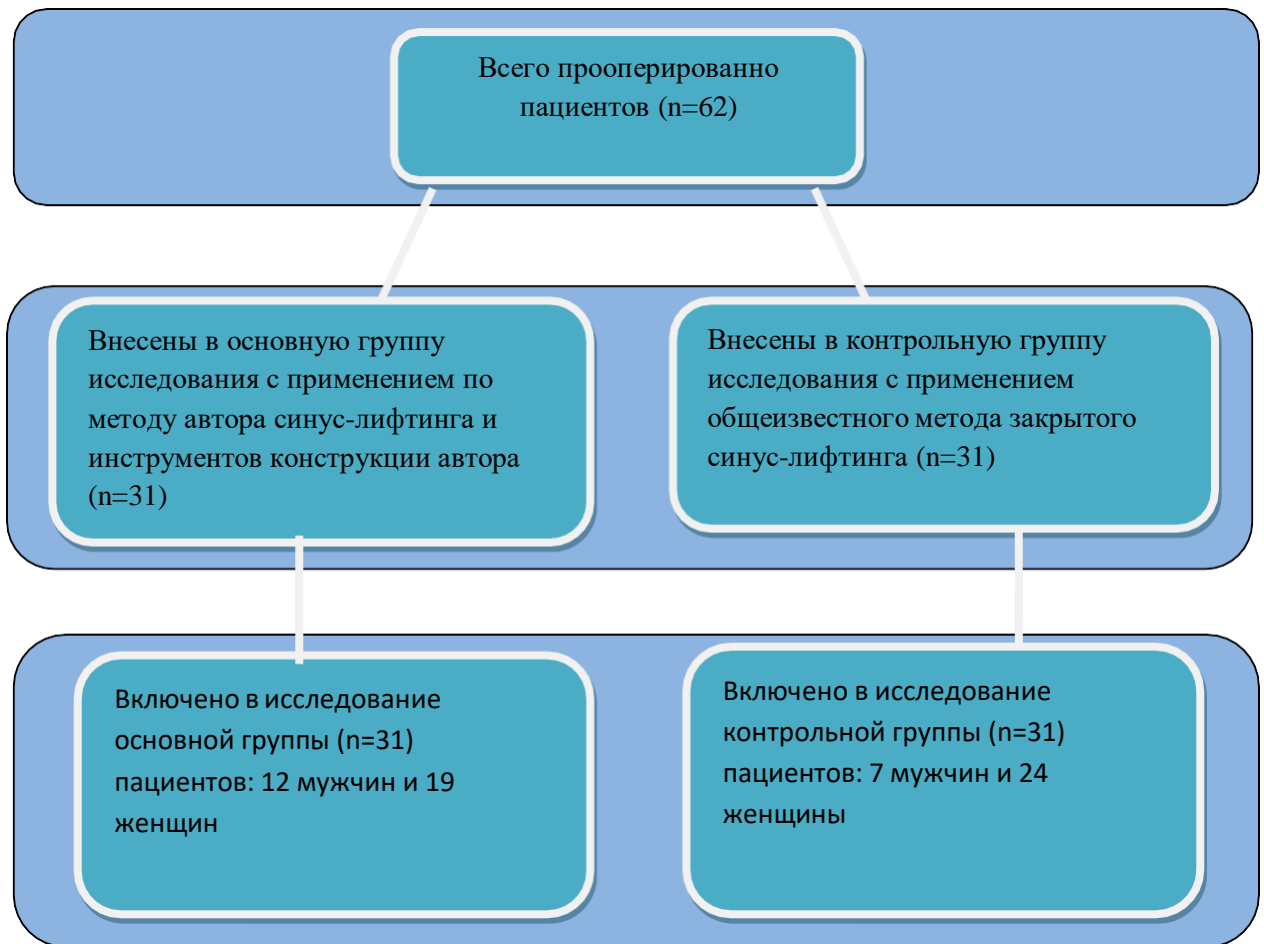 Всего прооперированно
пациентов (n=62)
Внесены в основную группу
исследования с применением по
методу автора синус-лифтинга и
инструментов конструкции автора
(n=31)
Внесены в контрольную группу
исследования с применением
общеизвестного метода закрытого
синус-лифтинга (n=31)
Включено в исследование
основной группы (n=31)
пациентов: 12 мужчин и 19
женщин
Включено в исследование
контрольной группы (n=31)
пациентов: 7 мужчин и 24
женщины